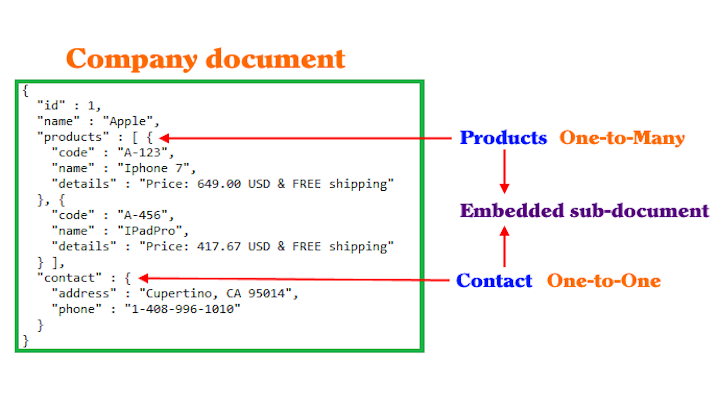 Company document
{
"id" : 1,
"name" : "Apple",
"products" : [ {
"code" : "A-123",
"name" : "Iphone 7",
"details" : "Price: 649.00 USD & FREE shipping"
}, {
"code" : "A-456",
"name" : "IPadPro",
"details" : "Price: 417.67 USD & FREE shipping"
} ],
"contact" : {
"address" : "Cupertino, CA 95014",
"phone" : "1-408-996-1010"
}
}
Products One-to-Many
Embedded sub-document
Contact One-to-One